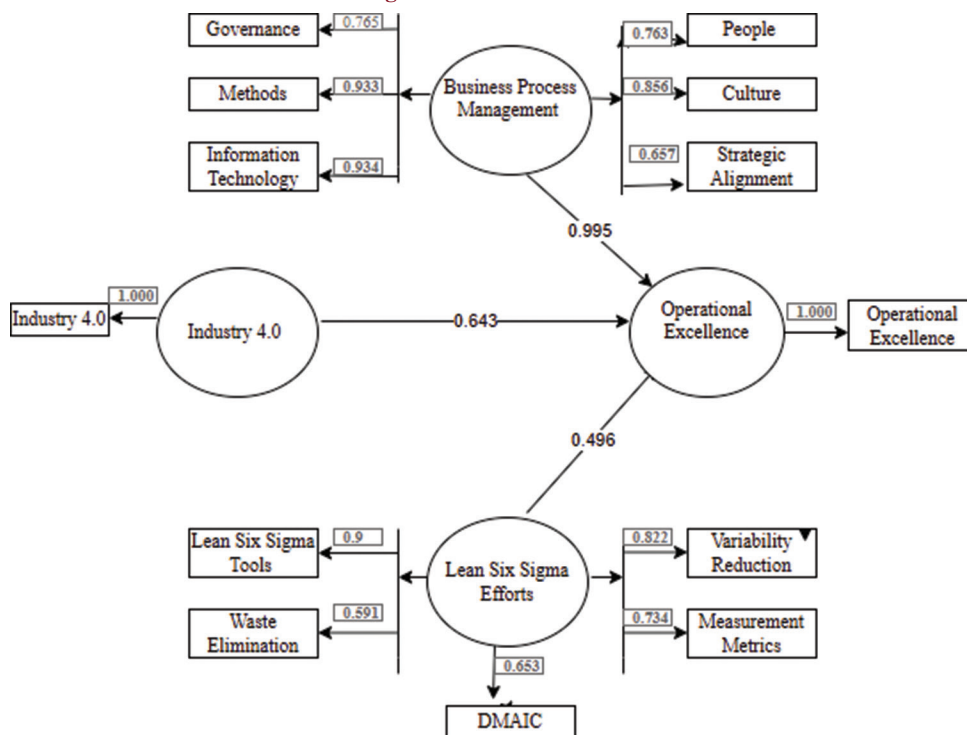 Governance
0.765
0.763
People
Methods
0.933
Business Process
Management
0.856
Culture
Information
Technology
0.934
0.657
Strategic
Alignment
0.995
Industry 4.0
1.000
Industry 4.0
0.643
Operational
Excellence
1.000
Operational
Excellence
0.496
Lean Six Sigma
Tools
0.9
Lean Six Sigma
Efforts
0.822
Variability
Reduction
Waste
Elimination
0.591
0.734
Measurement
Metrics
0.653
DMAIC